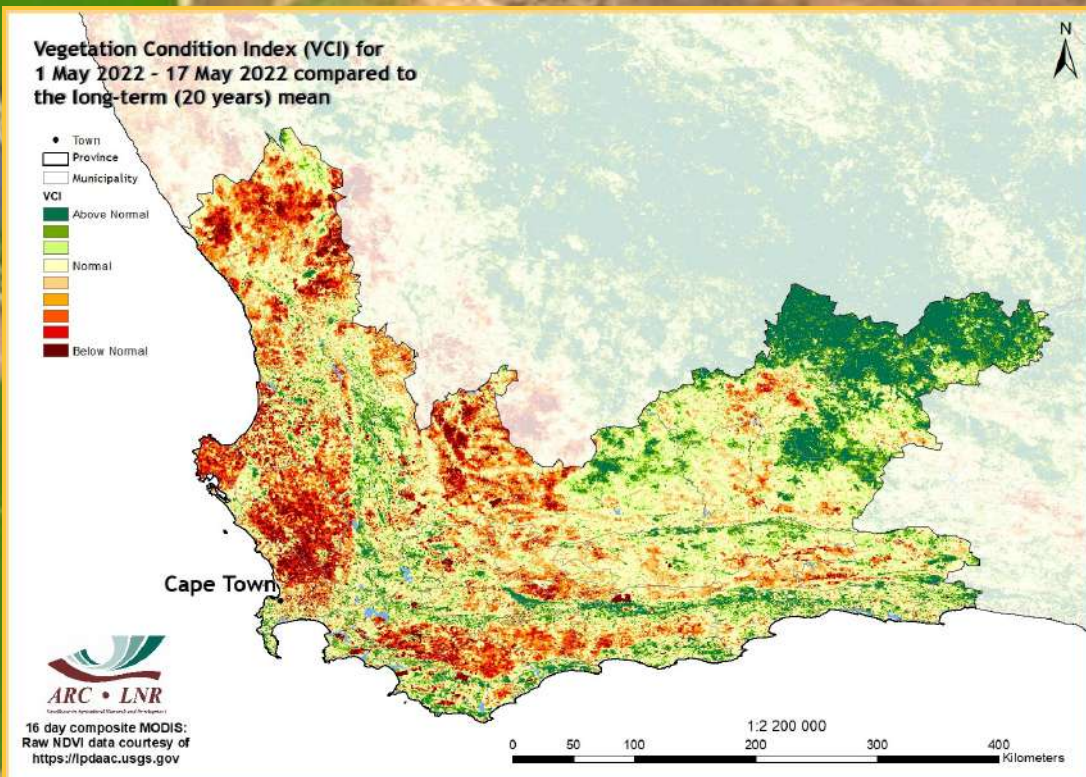 Vegetation Condition Index (VCI) for
1 May 2022 - 17 May 2022 compared to
the long-term (20 years) mean
N
Town
Province
Municipality
VCI
Above Normal
Normal
Below Normal
Cape Town
ARC • LNR
16 day composite MODIS:
Raw NDVI data courtesy of
https://lpdaac.usgs.gov
1:2 200 000
0 50 100 200 300 400
Kilometers